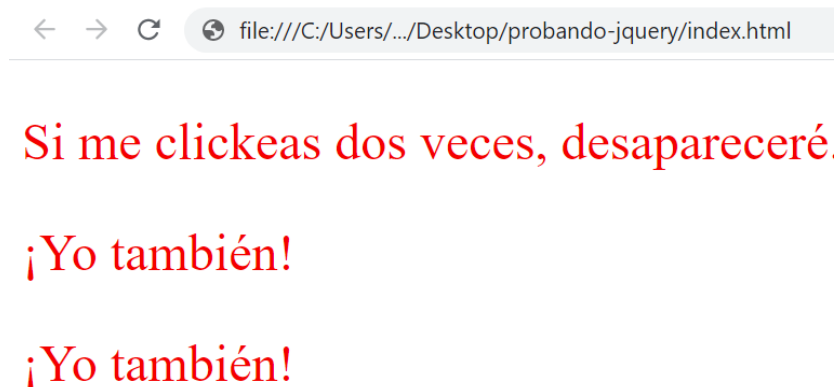 file:///C:/Users/.../Desktop/probando-jquery/index.html
Si me clickeas dos veces, desapareceré.
¡Yo también!
¡Yo también!